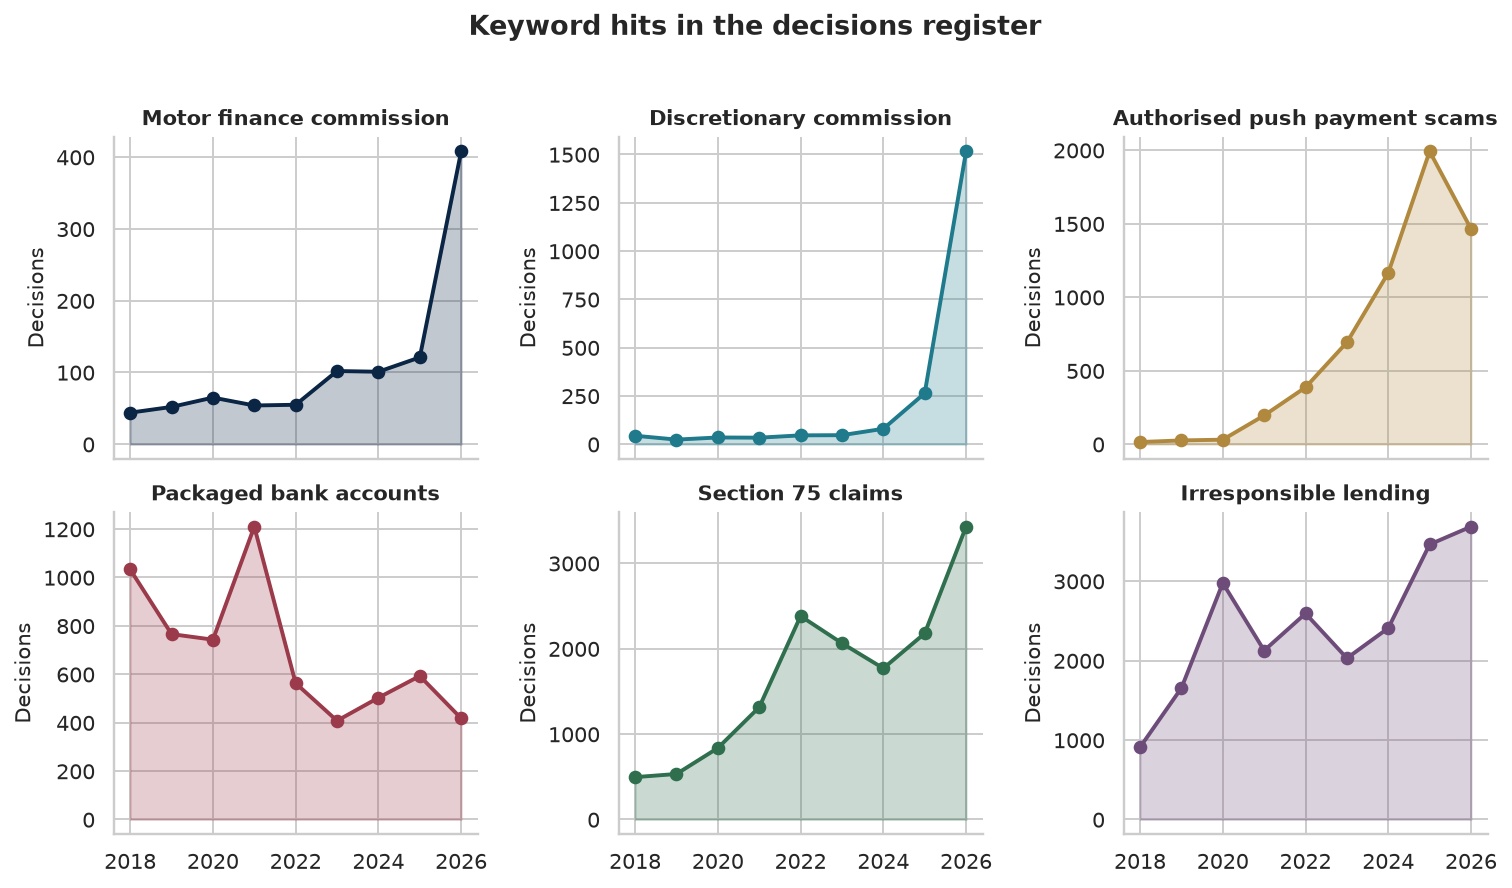 Keyword hits in the decisions register
Motor finance commission
Decisions
400
300
200
100
0
Discretionary commission
Decisions
1500
1250
1000
750
500
250
0
Authorised push payment scams
Decisions
2000
1500
1000
500
0
Packaged bank accounts
Decisions
1200
1000
800
600
400
200
0
2018 2020 2022 2024 2026
Section 75 claims
Decisions
3000
2000
1000
0
2018 2020 2022 2024 2026
Irresponsible lending
Decisions
3000
2000
1000
0
2018 2020 2022 2024 2026